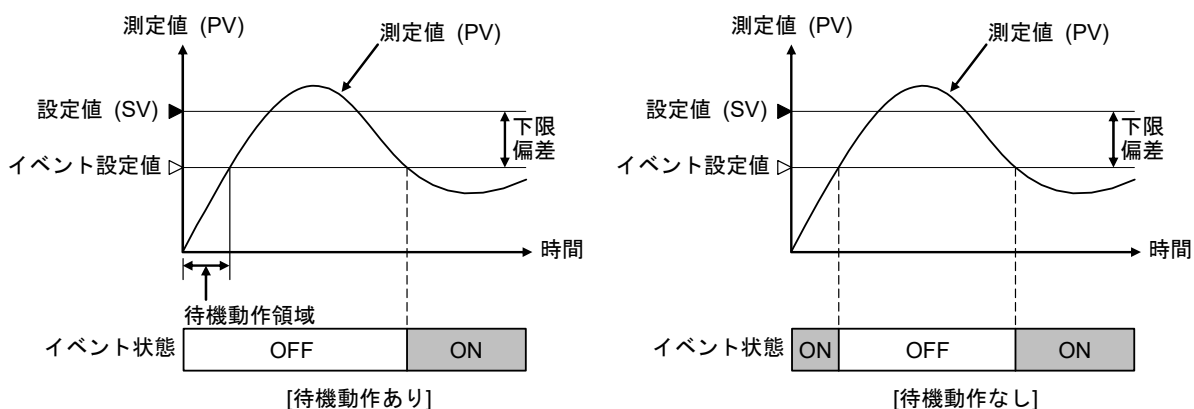 測定値 (PV)
測定値 (PV)
設定値 (SV)
下限
偏差
イベント設定値
時間
待機動作領域
イベント状態
OFF
ON
[待機動作あり]
測定値 (PV)
測定値 (PV)
設定値 (SV)
下限
偏差
イベント設定値
時間
イベント状態
ON
OFF
ON
[待機動作なし]